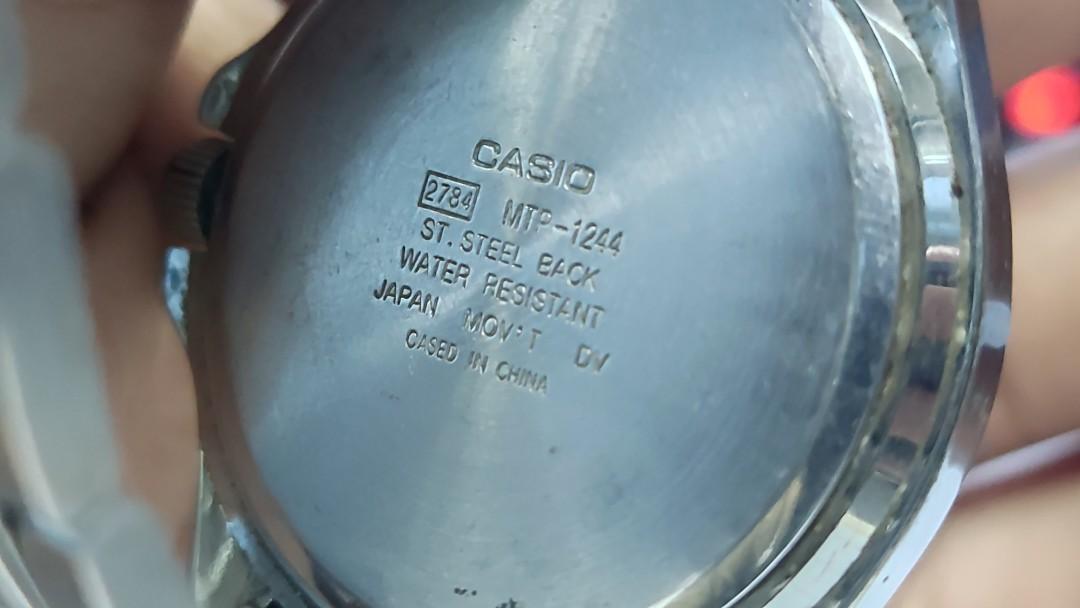 CASIO
2784 MTP-1244
ST. STEEL BACK
WATER RESISTANT
JAPAN MOV'T DV
CASED IN CHINA